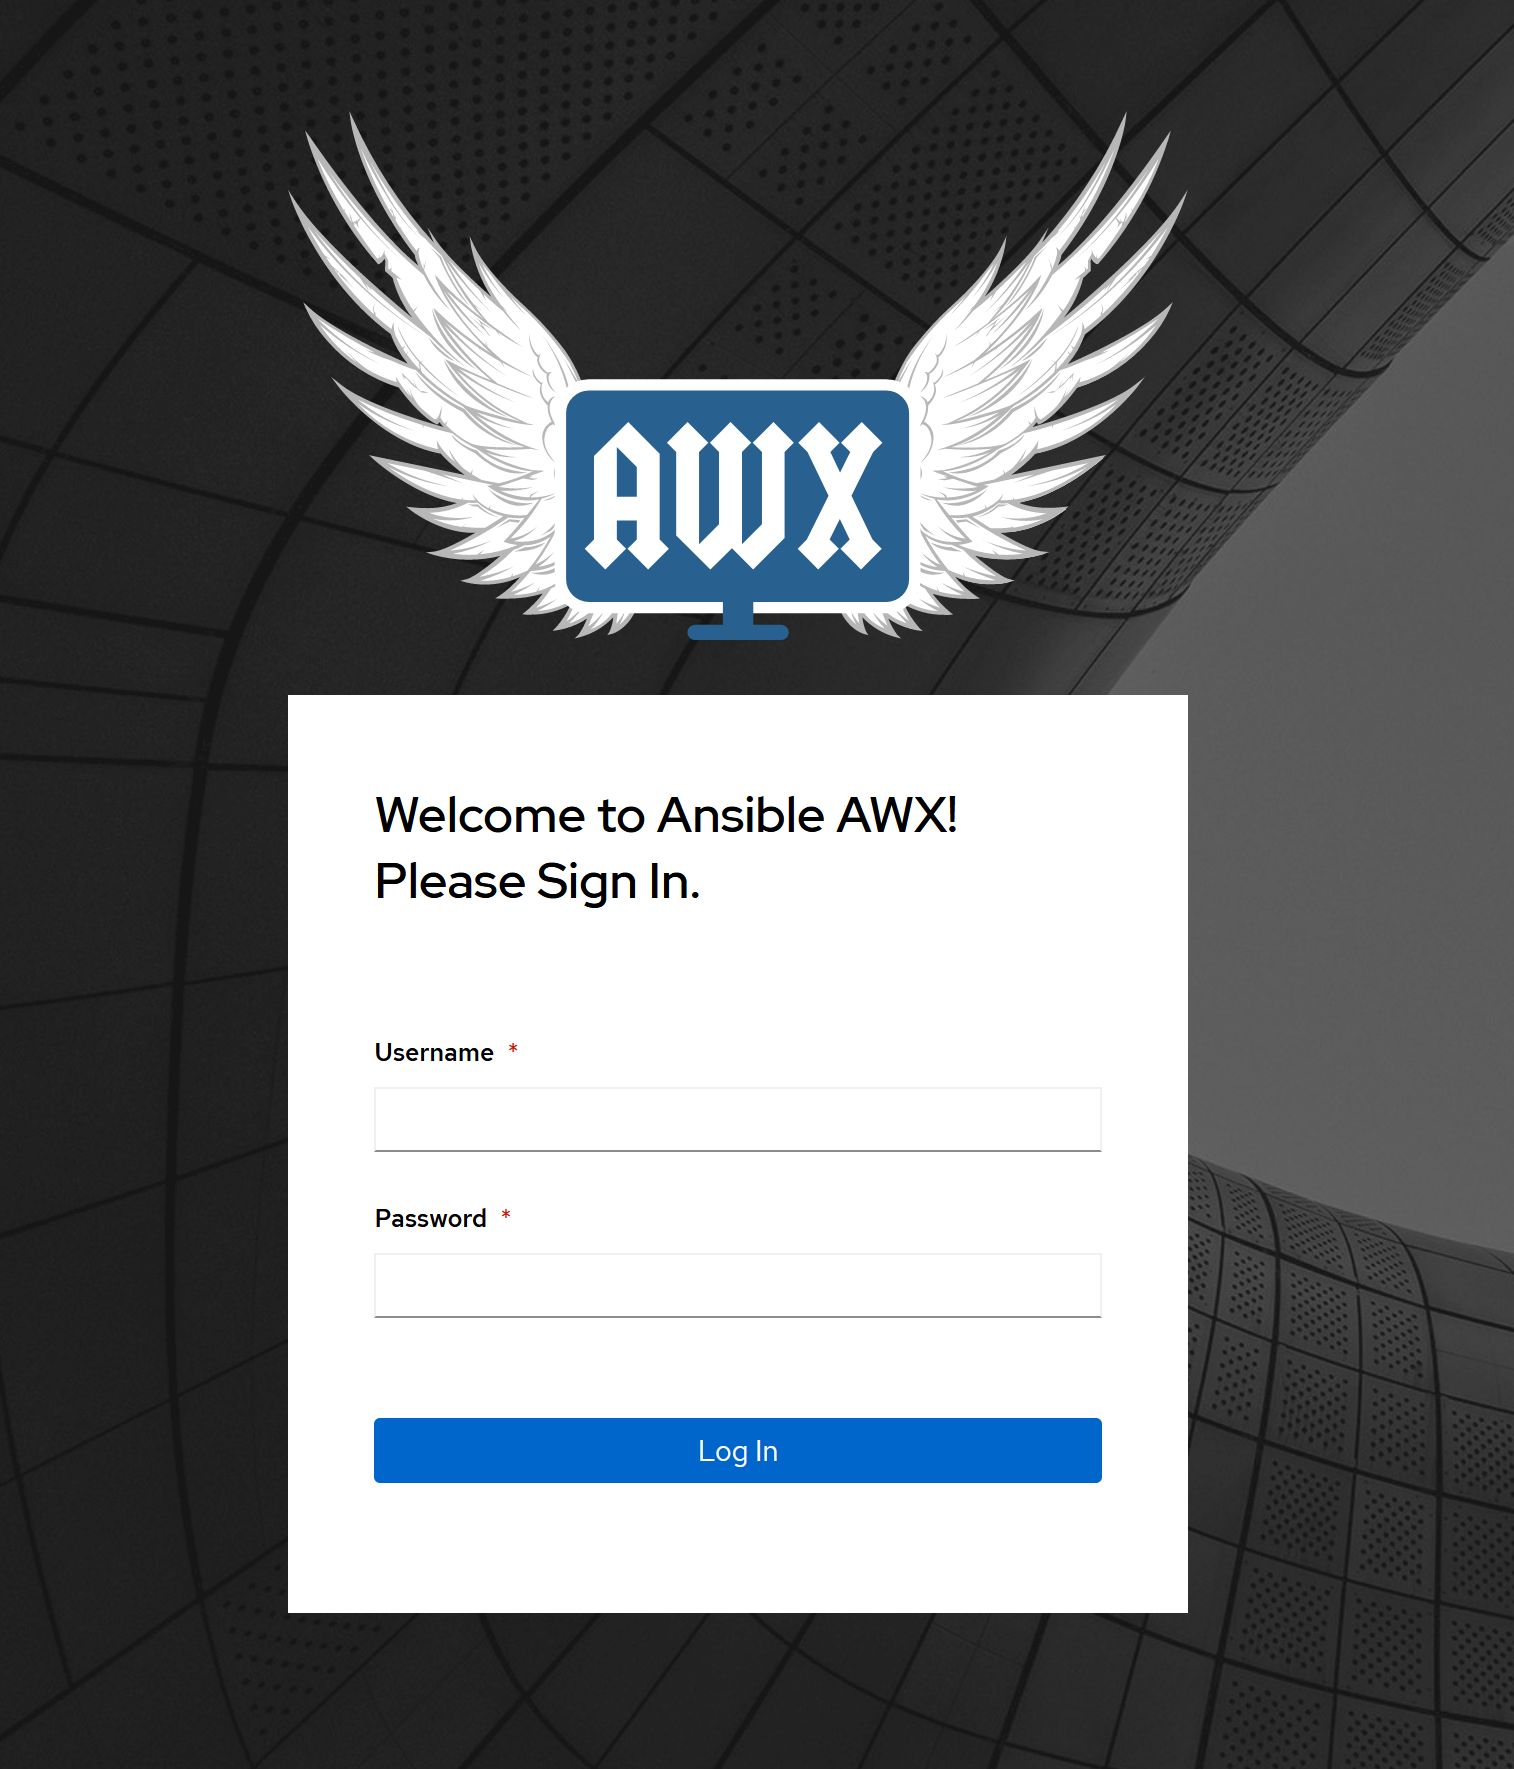 AWX
Welcome to Ansible AWX!
Please Sign In.
Username *
Password *
Log In